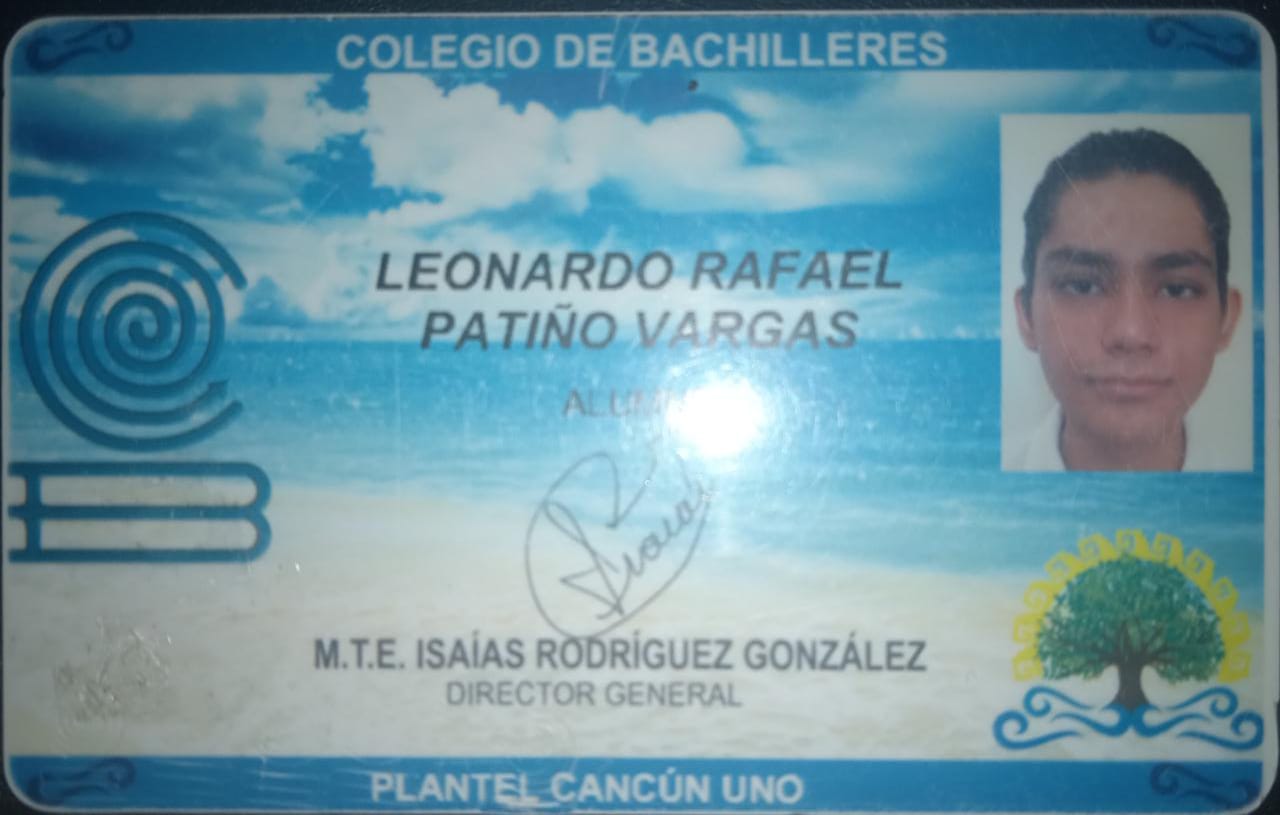 COLEGIO DE BACHILLERES
LEONARDO RAFAEL
PATIÑO VARGAS
M.T.E. ISAÍAS RODRÍGUEZ GONZÁLEZ
DIRECTOR GENERAL
PLANTEL CANCÚN UNO